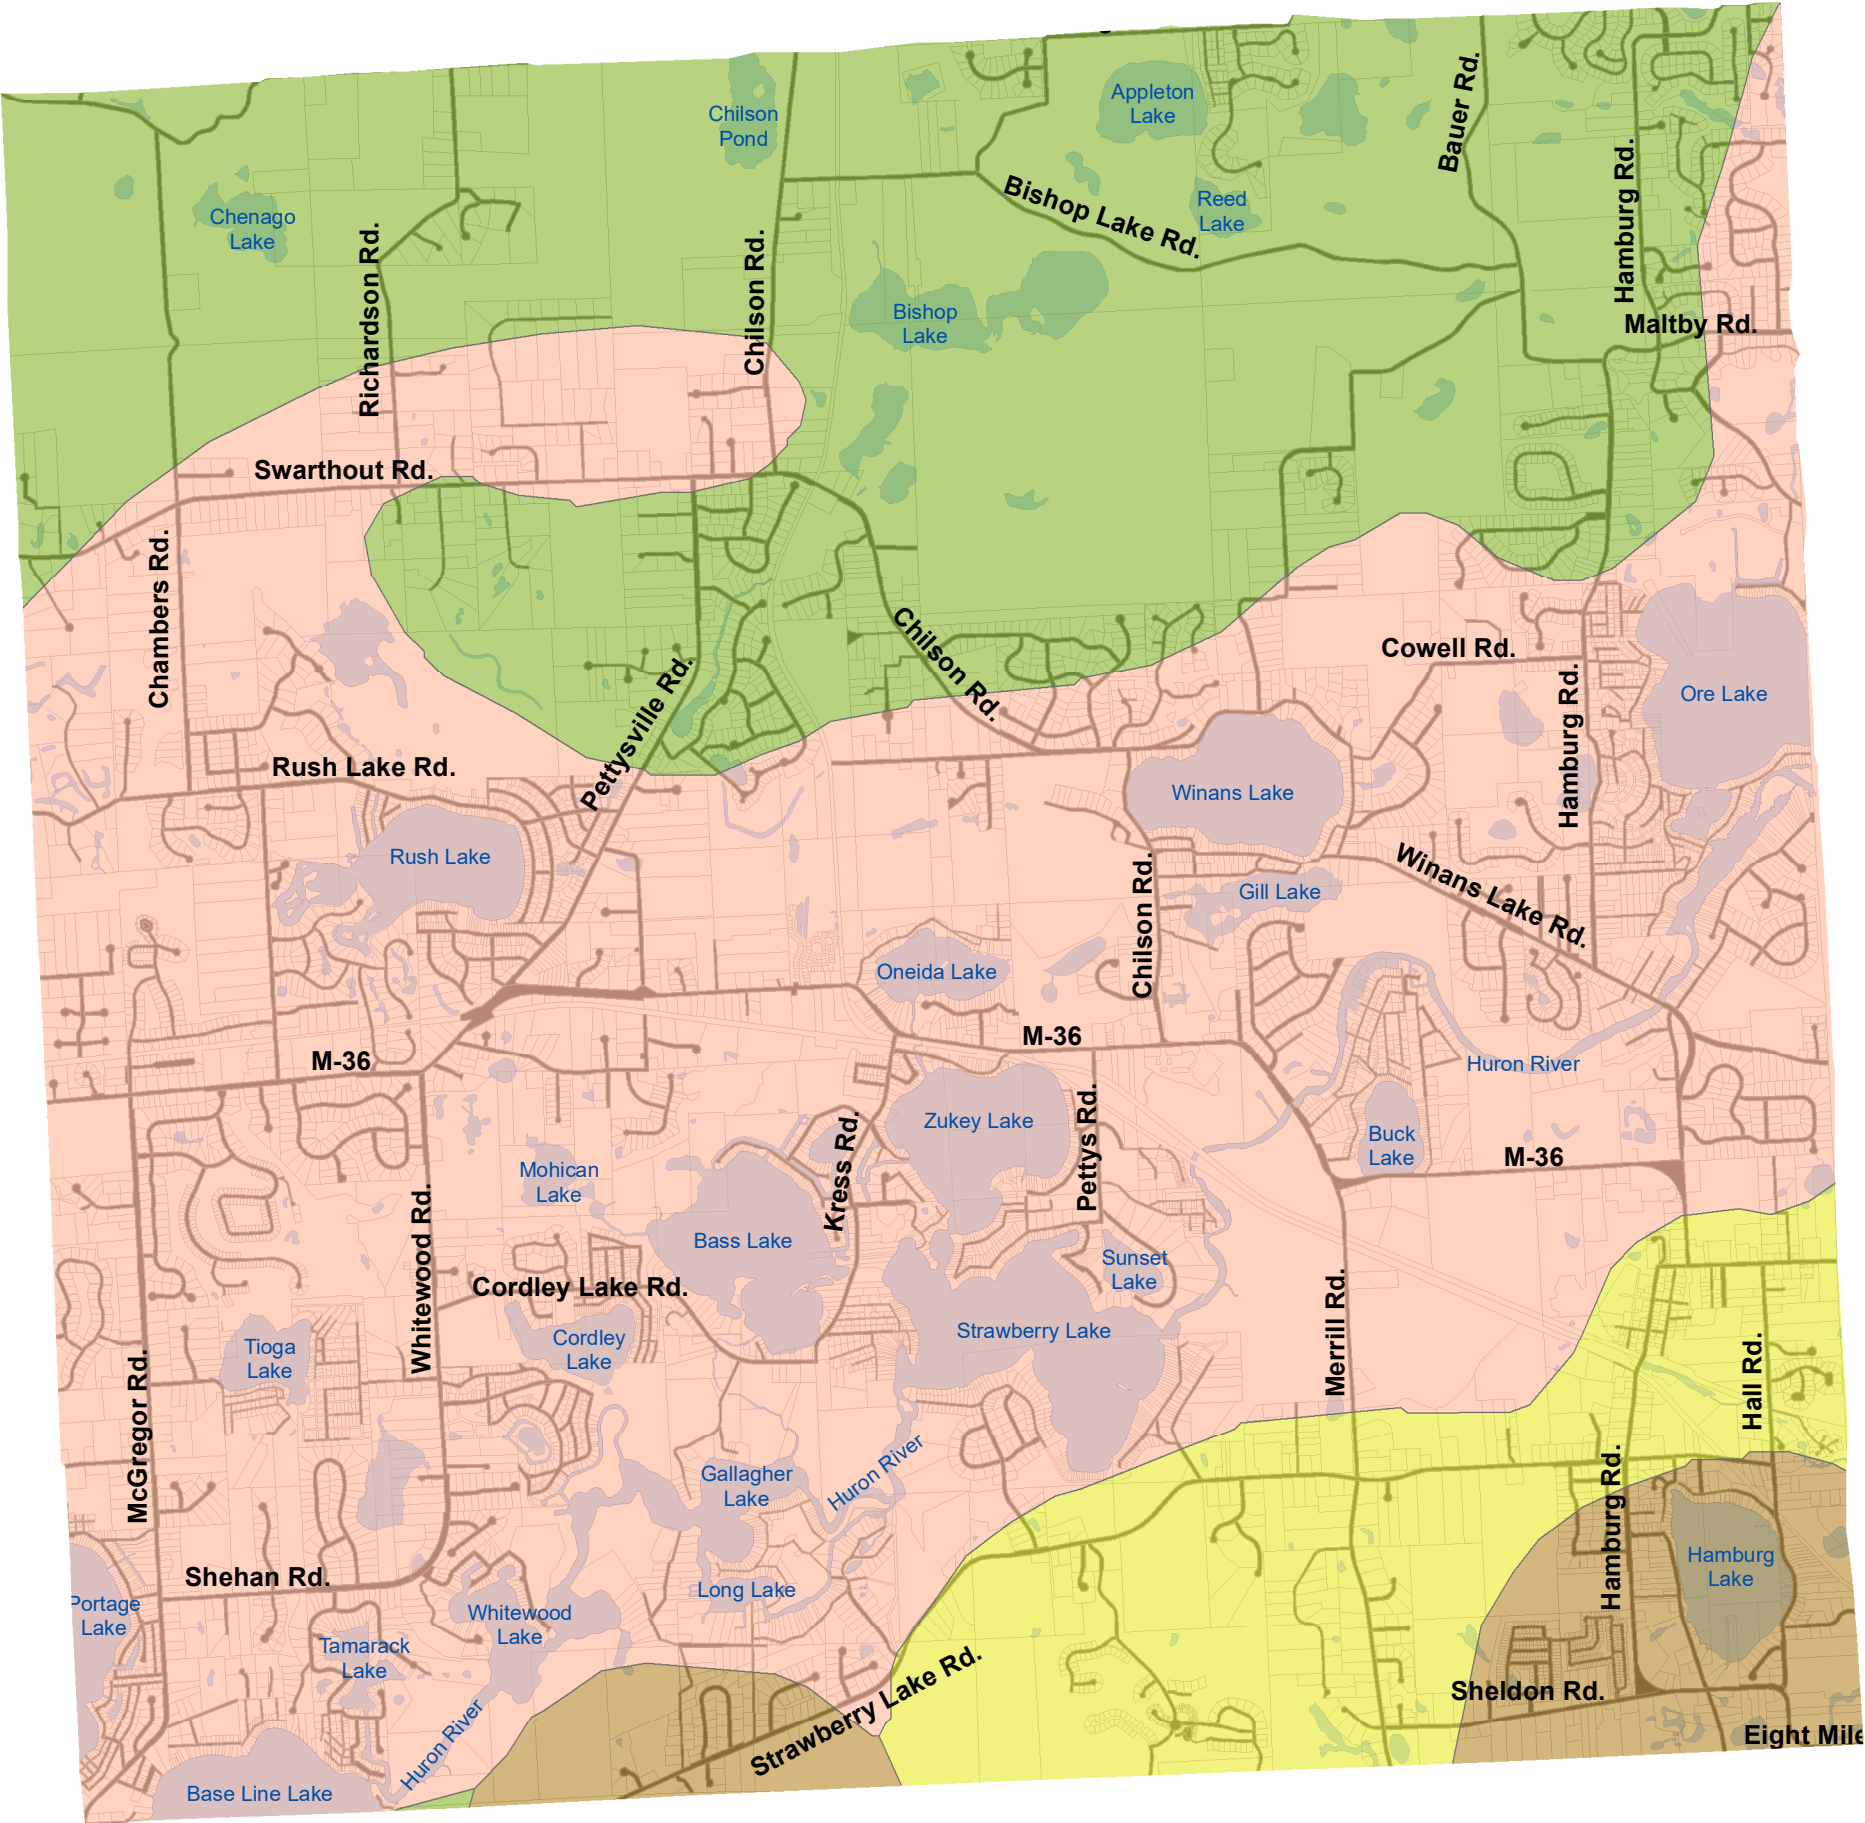 Appleton
Lake
Chilson
Pond
Bauer Rd.
Hamburg Rd.
Chenago
Lake
Bishop Lake Rd.
Reed
Lake
Richardson Rd.
Chilson Rd.
Bishop
Lake
Maltby Rd.
Swarthout Rd.
Chambers Rd.
Chilson Rd.
Cowell Rd.
Ore Lake
Pettysville Rd.
Hamburg Rd.
Rush Lake Rd.
Winans Lake
Rush Lake
Winans Lake Rd.
Gill Lake
Chilson Rd.
Oneida Lake
M-36
M-36
Huron River
Zukey Lake
Pettys Rd.
Buck
Lake
M-36
Mohican
Lake
Kress Rd.
Whitewood Rd.
Bass Lake
Sunset
Lake
Cordley Lake Rd.
Strawberry Lake
Merrill Rd.
Cordley
Lake
Tioga
Lake
Hall Rd.
McGregor Rd.
Gallagher
Lake
Huron River
Hamburg Rd.
Hamburg
Lake
Shehan Rd.
Long Lake
Portage
Lake
Whitewood
Lake
Tamarack
Lake
Strawberry Lake Rd.
Sheldon Rd.
Huron River
Eight Mile
Base Line Lake